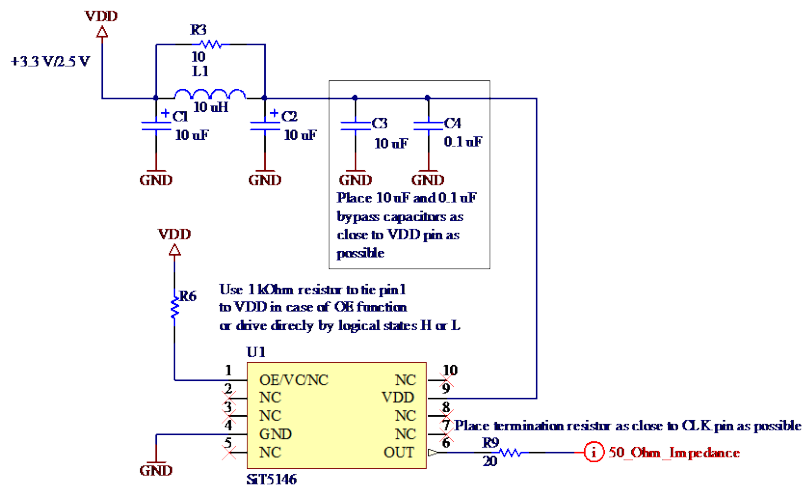 VDD
+3.3 V/2.5 V
R3
10
L1
10 uH
C1
10 uF
C2
10 uF
C3
10 uF
C4
0.1 uF
GND
GND
GND
GND
Place 10 uF and 0.1 uF
bypass capacitors as
close to VDD pin as
possible
VDD
R6
Use 1 kOhm resistor to tie pin1
to VDD in case of OE function
or drive direcly by logical states H or L
U1
1
OE/VC/NC
NC
10
2
NC
VDD
9
3
NC
NC
8
4
GND
NC
7
5
NC
OUT
6
SiT5146
GND
Place termination resistor as close to CLK pin as possible
R9
20
i
50_Ohm_Impedance